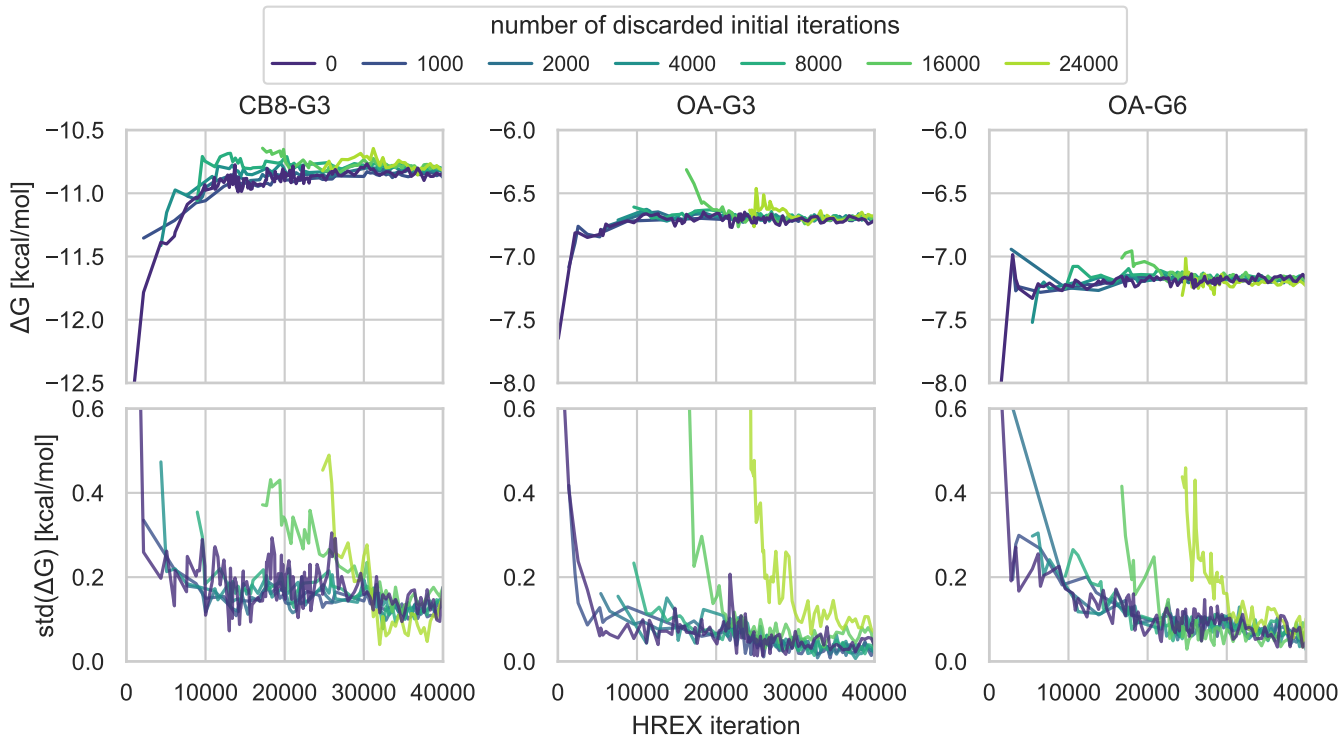 number of discarded initial iterations
0 1000 2000 4000 8000 16000 24000
CB8-G3 OA-G3 OA-G6
ΔG [kcal/mol]
−10.5 −11.0 −11.5 −12.0 −12.5
−6.0 −6.5 −7.0 −7.5 −8.0
−6.0 −6.5 −7.0 −7.5 −8.0
std(ΔG) [kcal/mol]
0.6 0.4 0.2 0.0
0.6 0.4 0.2 0.0
0.6 0.4 0.2 0.0
0 10000 20000 30000 40000
0 10000 20000 30000 40000
0 10000 20000 30000 40000
HREX iteration